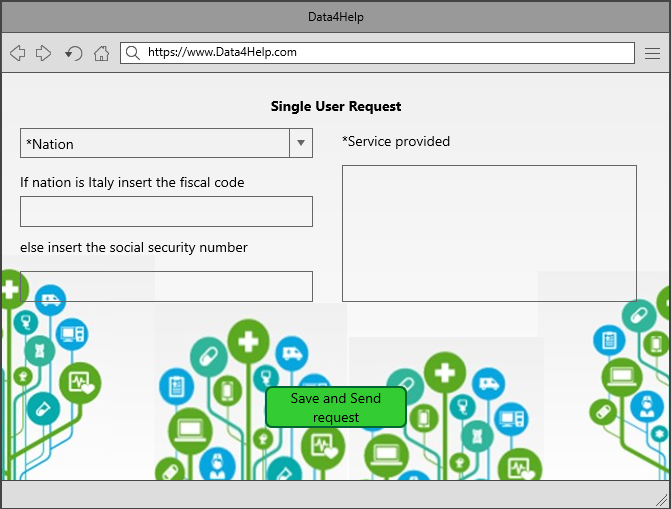 Data4Help
https://www.Data4Help.com
Single User Request
*Nation
*Service provided
If nation is Italy insert the fiscal code
else insert the social security number
Save and Send
request